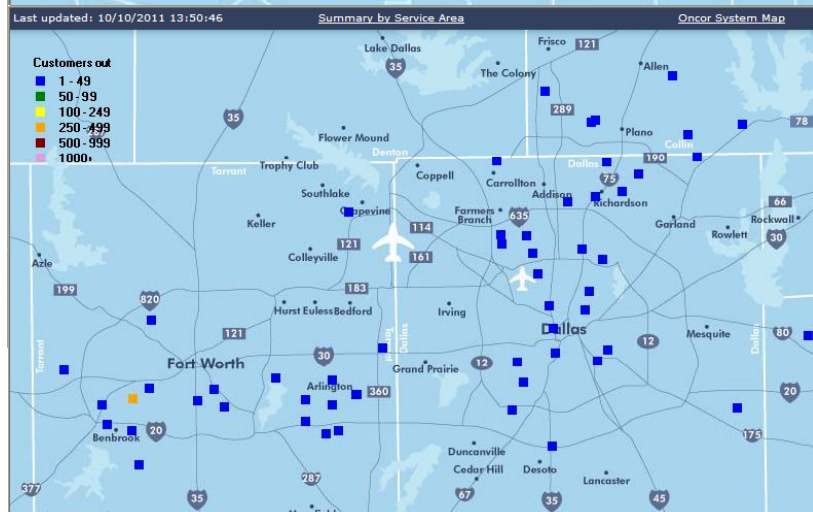 Last updated: 10/10/2011 13:50:46 Summary by Service Area Oncor System Map
Customers out
1 - 49
50 - 99
100 - 249
250 - 499
500 - 999
1000+
Lake Dallas
Frisco
121
35
The Colony
Allen
289
35
78
Flower Mound
Plano
Denton
Collin
Tarrant
Trophy Club
Dallas
190
Coppell
Carrollton
75
Southlake
Addison
Richardson
Grapevine
66
Keller
Farmers
Branch
635
Garland
Rockwall
114
Rowlett
30
121
Colleyville
161
Azle
199
183
820
Hurst
Euless
Bedford
Irving
121
Tarrant
Dallas
Dallas
Mesquite
80
Tarrant
Dallas
12
Fort Worth
30
Grand Prairie
12
Arlington
360
20
Benbrook
20
175
Duncanville
Cedar Hill
Desoto
Lancaster
287
377
35
67
35
45